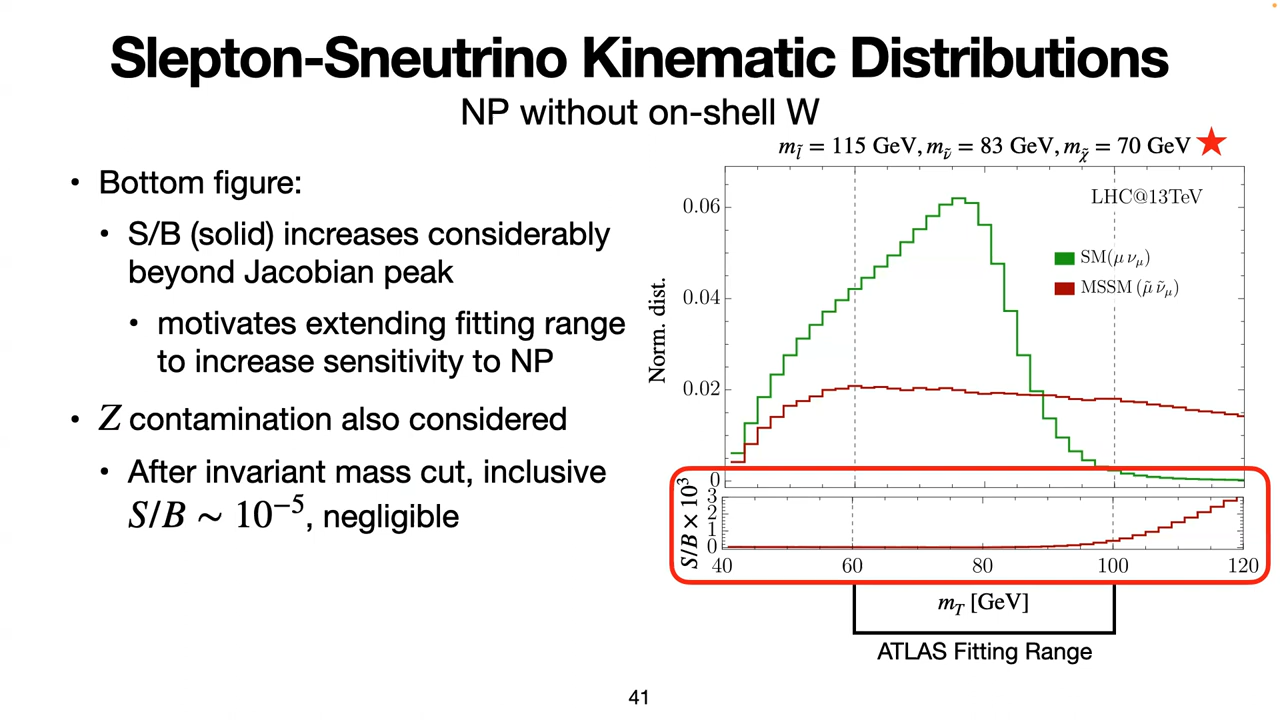 Slepton-Sneutrino Kinematic Distributions
NP without on-shell W
• Bottom figure:
• S/B (solid) increases considerably
beyond Jacobian peak
• motivates extending fitting range
to increase sensitivity to NP
• Z contamination also considered
• After invariant mass cut, inclusive
S/B ∼ 10⁻⁵, negligible
m_l̃ = 115 GeV, m_ν̃ = 83 GeV, m_χ̃ = 70 GeV
LHC@13TeV
SM(μ ν_μ)
MSSM (μ̃ ν̃_μ)
Norm. dist.
0.06
0.04
0.02
0
S/B × 10³
3
2
1
0
40 60 80 100 120
m_T [GeV]
ATLAS Fitting Range
41